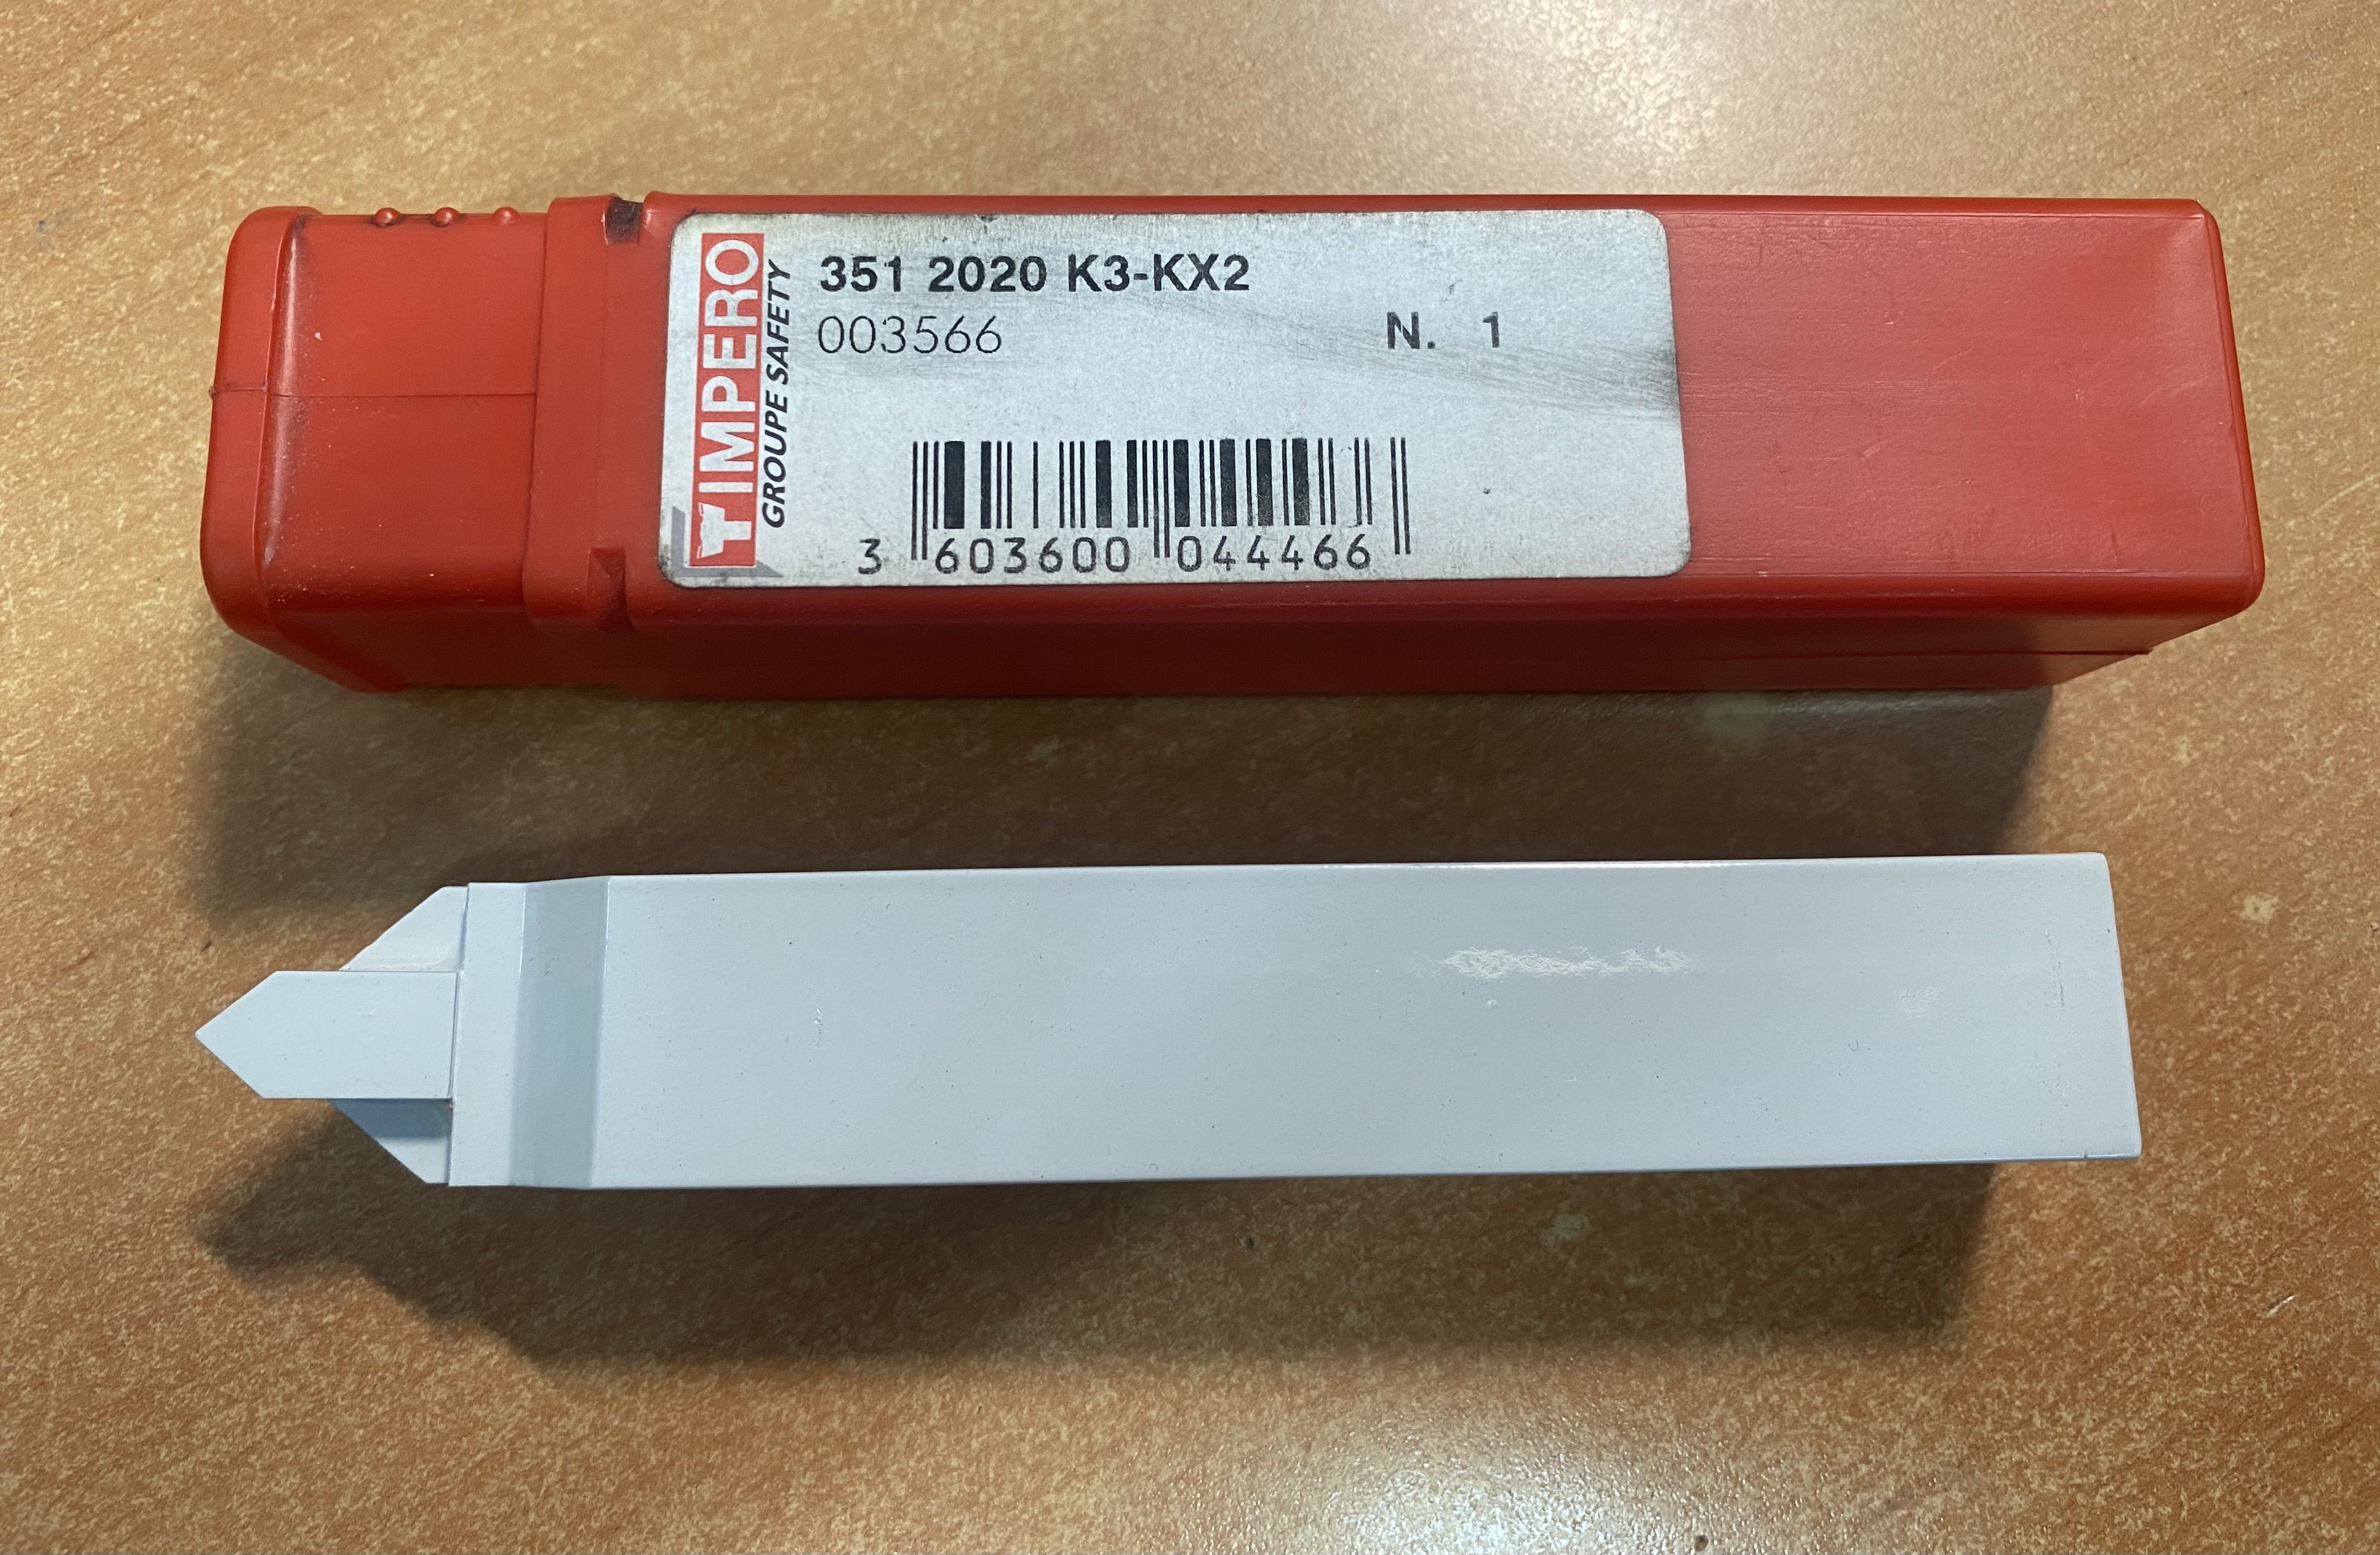 TIMPERO
GROUPE SAFETY
351 2020 K3-KX2
003566
N. 1
3 603600 044466